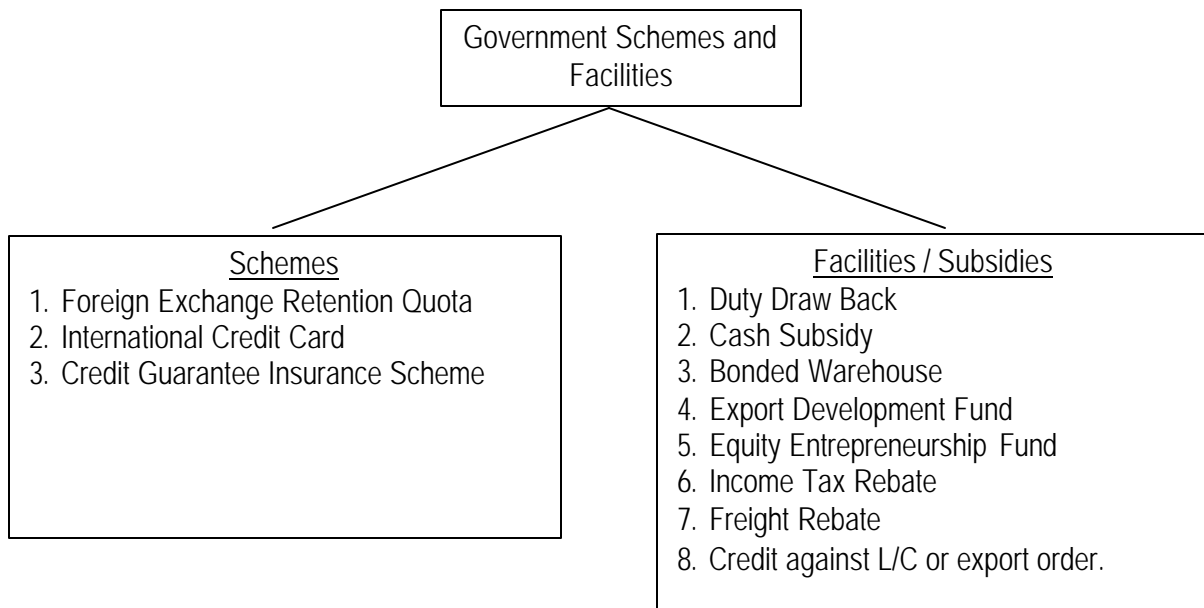 Government Schemes and
Facilities
Schemes
1. Foreign Exchange Retention Quota
2. International Credit Card
3. Credit Guarantee Insurance Scheme
Facilities / Subsidies
1. Duty Draw Back
2. Cash Subsidy
3. Bonded Warehouse
4. Export Development Fund
5. Equity Entrepreneurship Fund
6. Income Tax Rebate
7. Freight Rebate
8. Credit against L/C or export order.